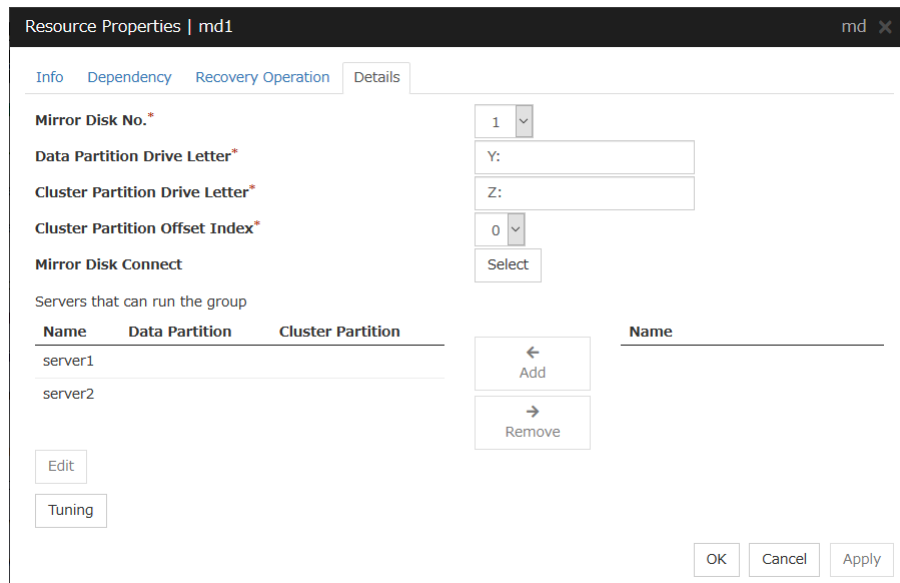 Resource Properties | md1 md ×
Info Dependency Recovery Operation Details
Mirror Disk No.* 1
Data Partition Drive Letter* Y:
Cluster Partition Drive Letter* Z:
Cluster Partition Offset Index* 0
Mirror Disk Connect Select
Servers that can run the group
Name Data Partition Cluster Partition Name
server1
server2
← Add
→ Remove
Edit
Tuning
OK Cancel Apply